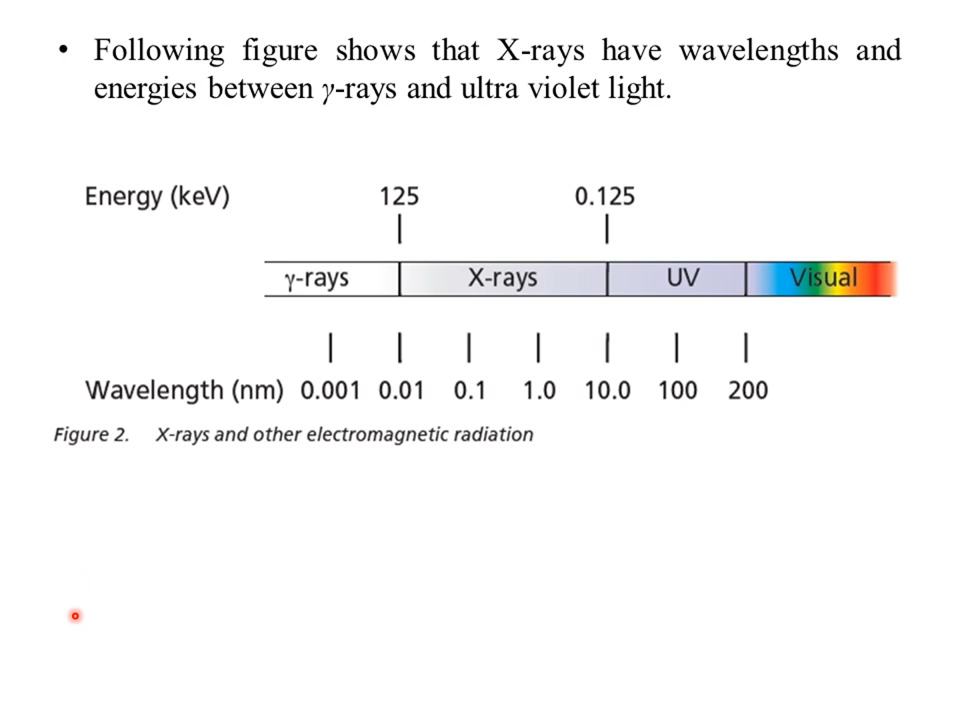 • Following figure shows that X-rays have wavelengths and
energies between γ-rays and ultra violet light.
Energy (keV) 125 0.125
γ-rays X-rays UV Visual
Wavelength (nm) 0.001 0.01 0.1 1.0 10.0 100 200
Figure 2. X-rays and other electromagnetic radiation